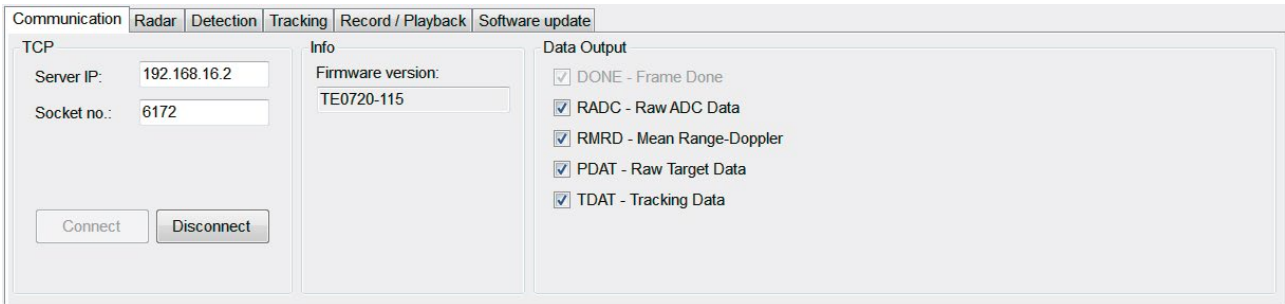 Communication Radar Detection Tracking Record / Playback Software update
TCP
Server IP: 192.168.16.2
Socket no.: 6172
Connect Disconnect
Info
Firmware version:
TE0720-115
Data Output
DONE - Frame Done
RADC - Raw ADC Data
RMRD - Mean Range-Doppler
PDAT - Raw Target Data
TDAT - Tracking Data